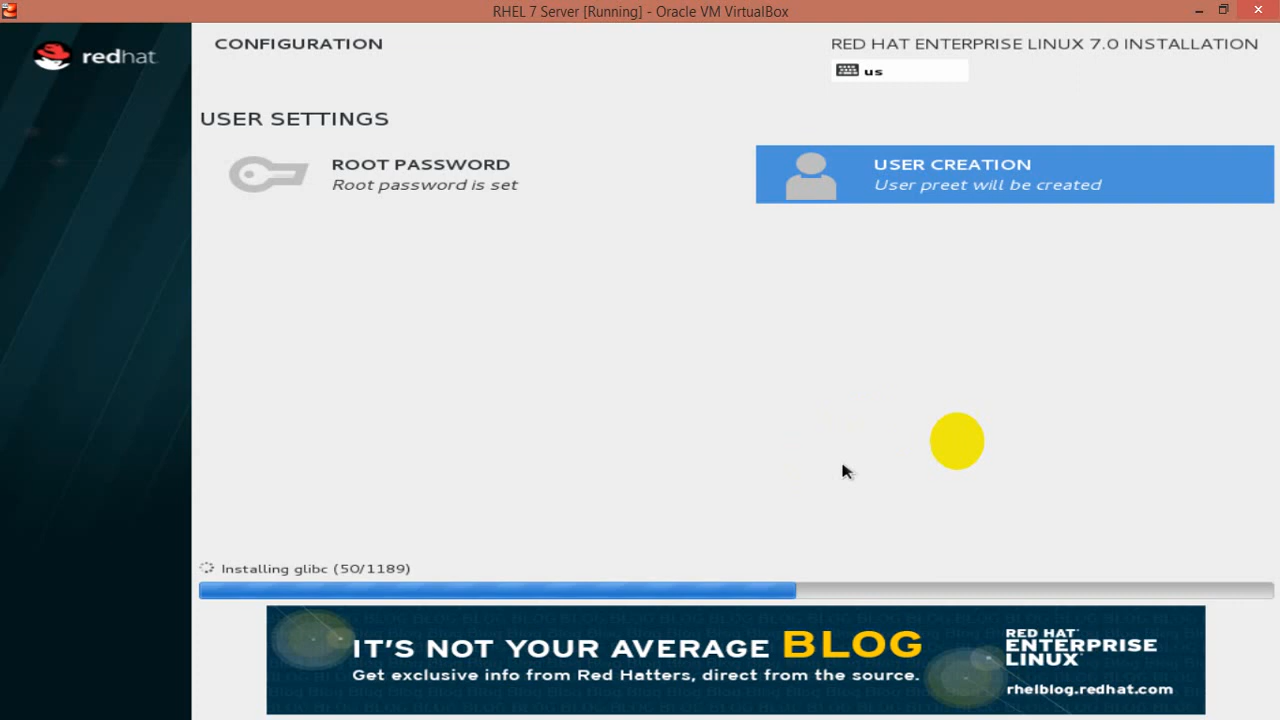 RHEL 7 Server [Running] - Oracle VM VirtualBox
redhat.
CONFIGURATION
RED HAT ENTERPRISE LINUX 7.0 INSTALLATION
us
USER SETTINGS
ROOT PASSWORD
Root password is set
USER CREATION
User preet will be created
Installing glibc (50/1189)
IT'S NOT YOUR AVERAGE BLOG
Get exclusive info from Red Hatters, direct from the source.
RED HAT
ENTERPRISE
LINUX
rhelblog.redhat.com